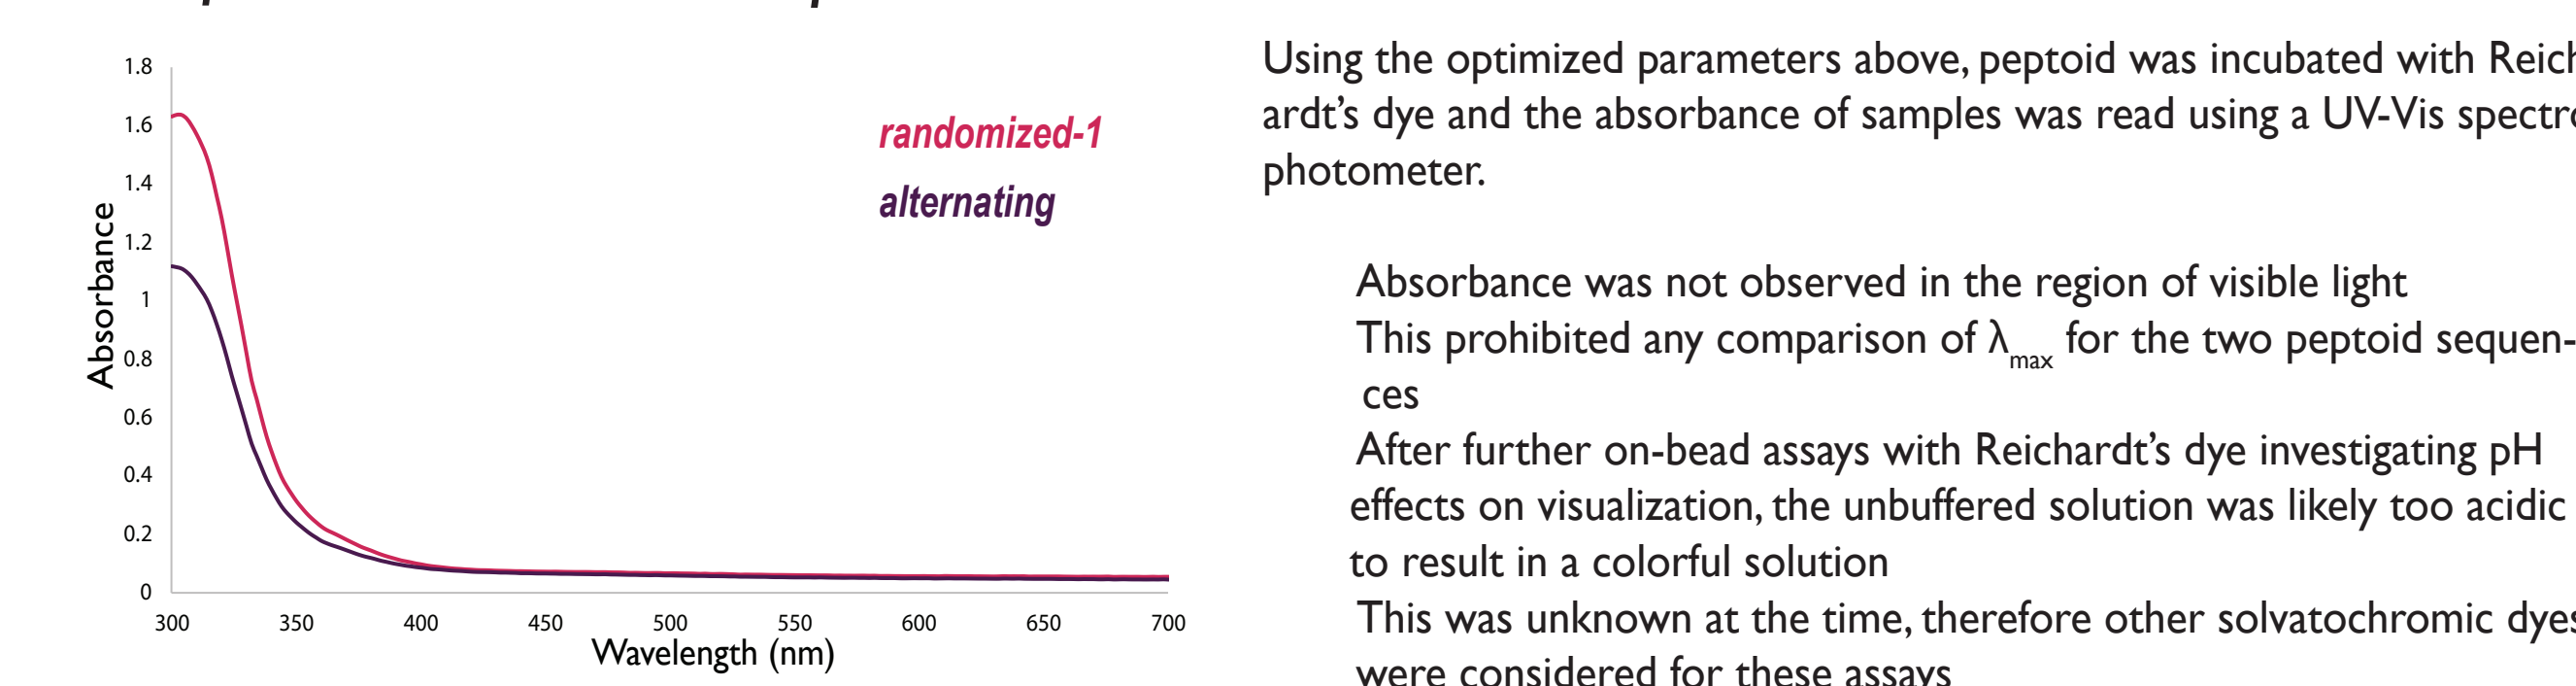 1.8
1.6
1.4
1.2
1
0.8
0.6
0.4
0.2
0
Absorbance
300 350 400 450 500 550 600 650 700
Wavelength (nm)
randomized-1
alternating
Using the optimized parameters above, peptoid was incubated with Reich
ardt’s dye and the absorbance of samples was read using a UV-Vis spectro
photometer.
Absorbance was not observed in the region of visible light
This prohibited any comparison of λmax for the two peptoid sequen-
ces
After further on-bead assays with Reichardt’s dye investigating pH
effects on visualization, the unbuffered solution was likely too acidic
to result in a colorful solution
This was unknown at the time, therefore other solvatochromic dyes
were considered for these assays